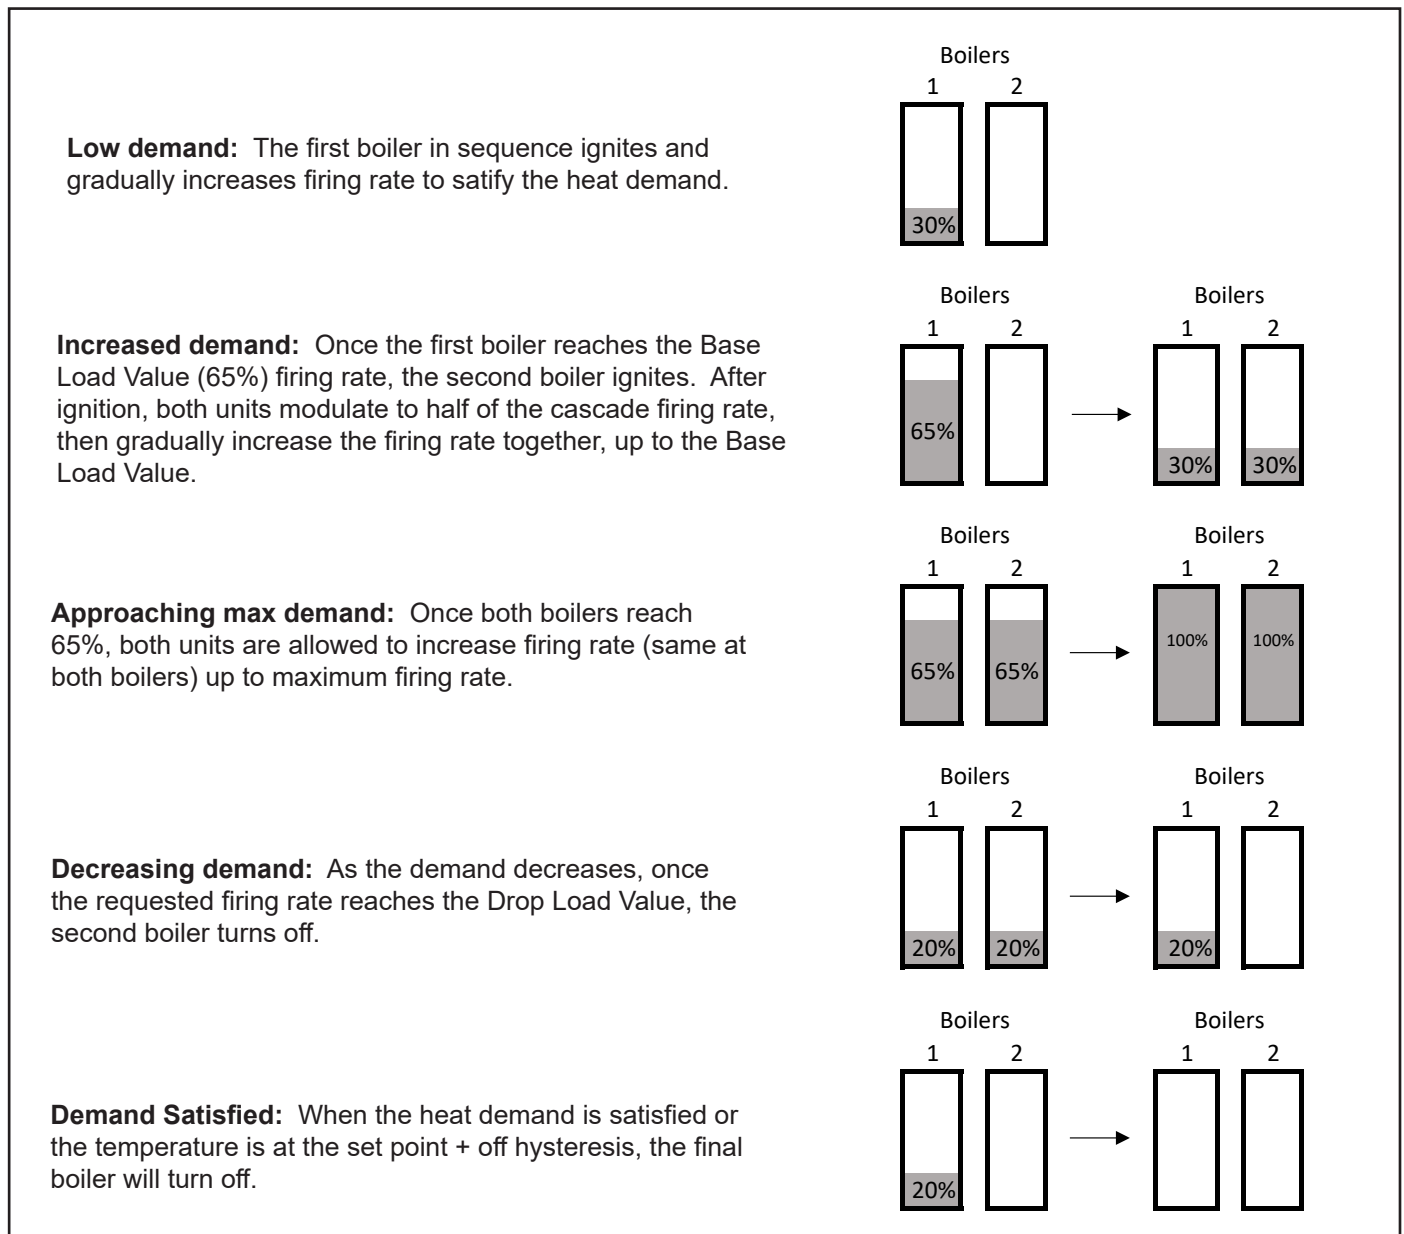 Boilers
1 2
Low demand: The first boiler in sequence ignites and
gradually increases firing rate to satify the heat demand.
30%
Boilers Boilers
1 2 1 2
Increased demand: Once the first boiler reaches the Base
Load Value (65%) firing rate, the second boiler ignites. After
ignition, both units modulate to half of the cascade firing rate,
then gradually increase the firing rate together, up to the Base
Load Value.
65%
30% 30%
Boilers Boilers
1 2 1 2
Approaching max demand: Once both boilers reach
65%, both units are allowed to increase firing rate (same at
both boilers) up to maximum firing rate.
65% 65% 100% 100%
Boilers Boilers
1 2 1 2
Decreasing demand: As the demand decreases, once
the requested firing rate reaches the Drop Load Value, the
second boiler turns off.
20% 20% 20%
Boilers Boilers
1 2 1 2
Demand Satisfied: When the heat demand is satisfied or
the temperature is at the set point + off hysteresis, the final
boiler will turn off.
20%